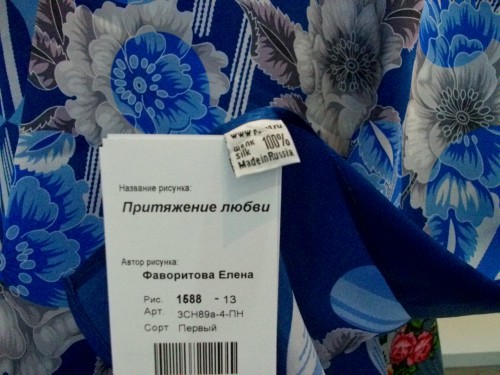 шелк
silk 100%
Made in Russia
Название рисунка:
Притяжение любви
Автор рисунка:
Фаворитова Елена
Рис. 1588 - 13
Арт. 3СН89а-4-ПН
Сорт Первый